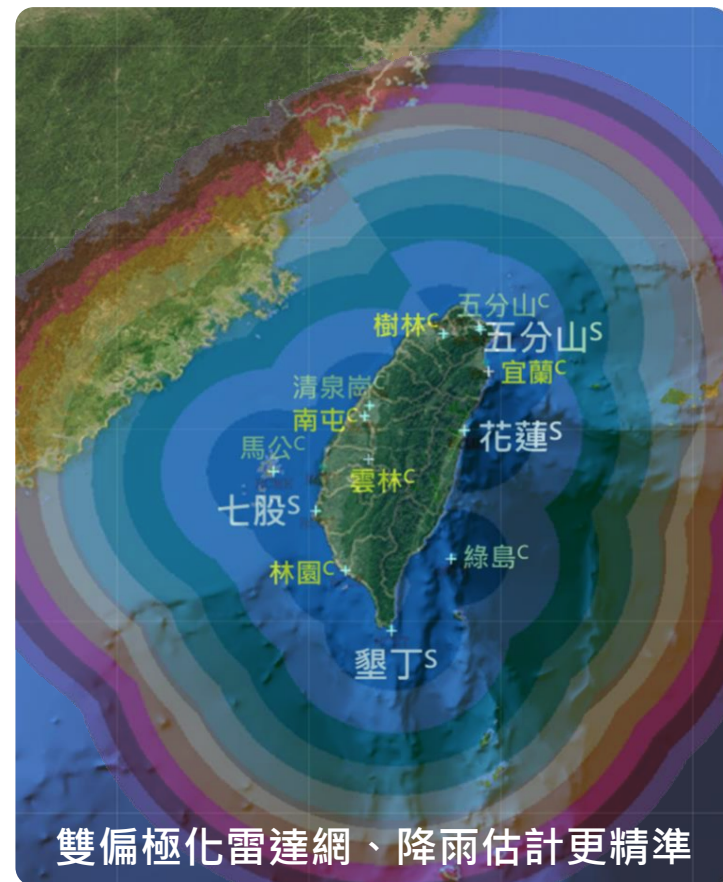 五分山C
樹林C
五分山S
宜蘭C
清泉崗C
南屯C
花蓮S
馬公C
雲林C
七股S
綠島C
林園C
墾丁S
雙偏極化雷達網、降雨估計更精準